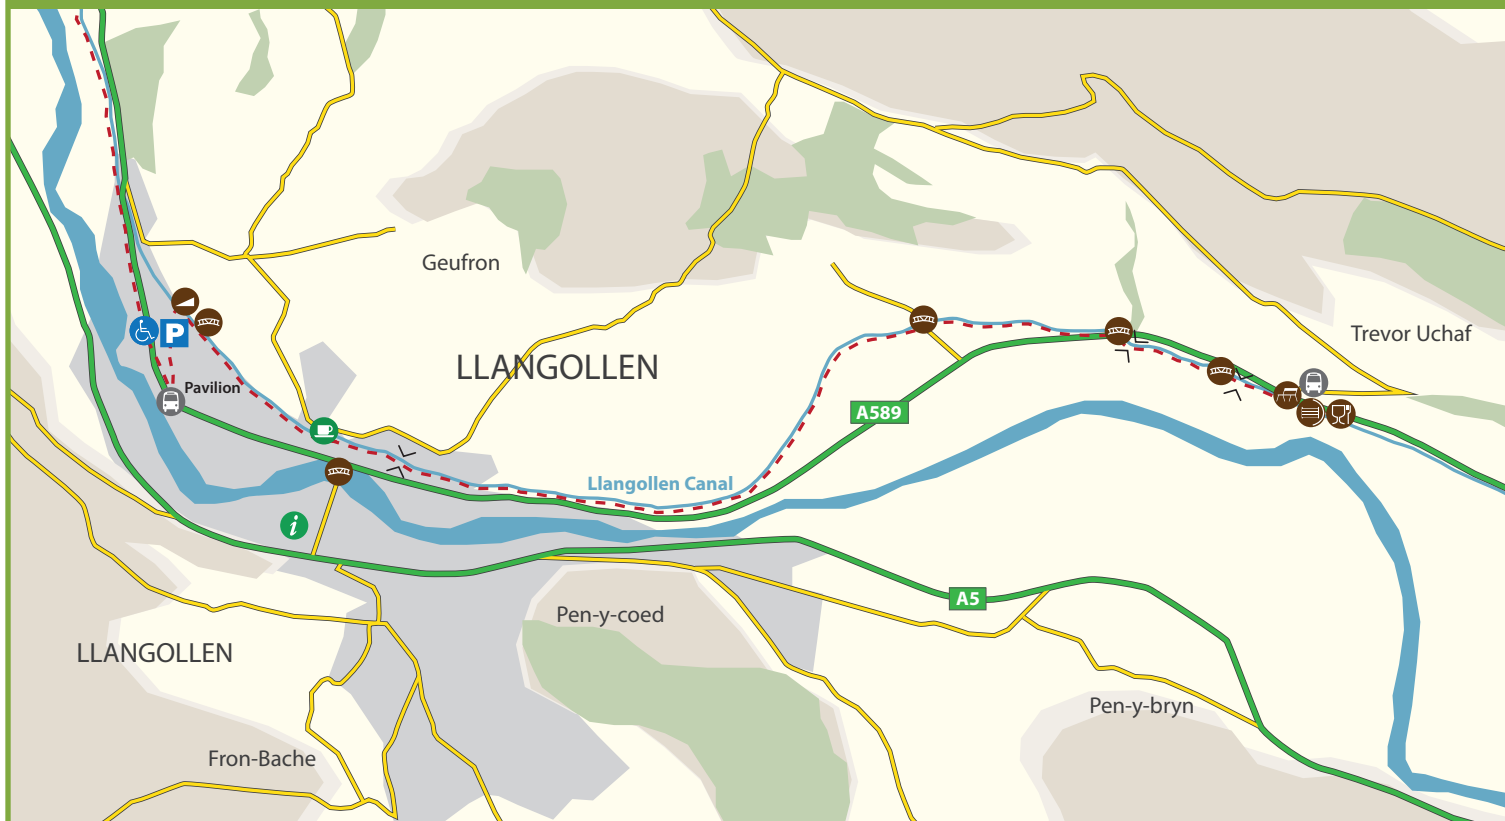 Geufron
Trevor Uchaf
LLANGOLLEN
P
Pavilion
A589
Llangollen Canal
i
A5
Pen-y-coed
LLANGOLLEN
Pen-y-bryn
Fron-Bache